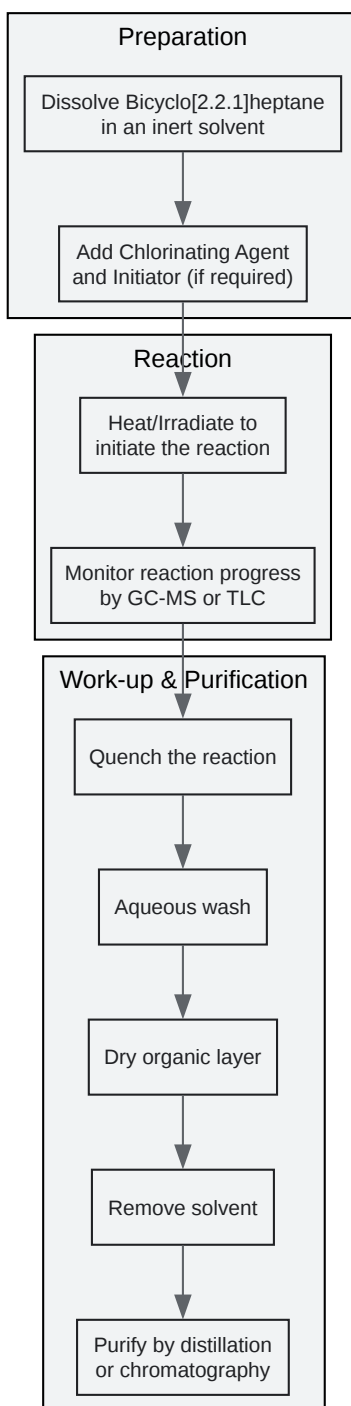 Preparation
Dissolve Bicyclo[2.2.1]heptane
in an inert solvent
Add Chlorinating Agent
and Initiator (if required)
Reaction
Heat/Irradiate to
initiate the reaction
Monitor reaction progress
by GC-MS or TLC
Work-up & Purification
Quench the reaction
Aqueous wash
Dry organic layer
Remove solvent
Purify by distillation
or chromatography